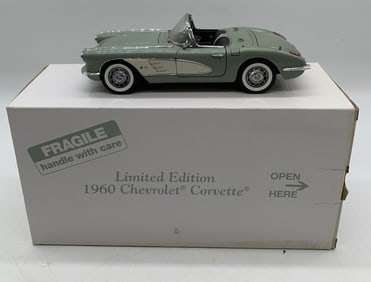 FRAGILE
handle with care
Limited Edition
1960 Chevrolet® Corvette®
OPEN
HERE